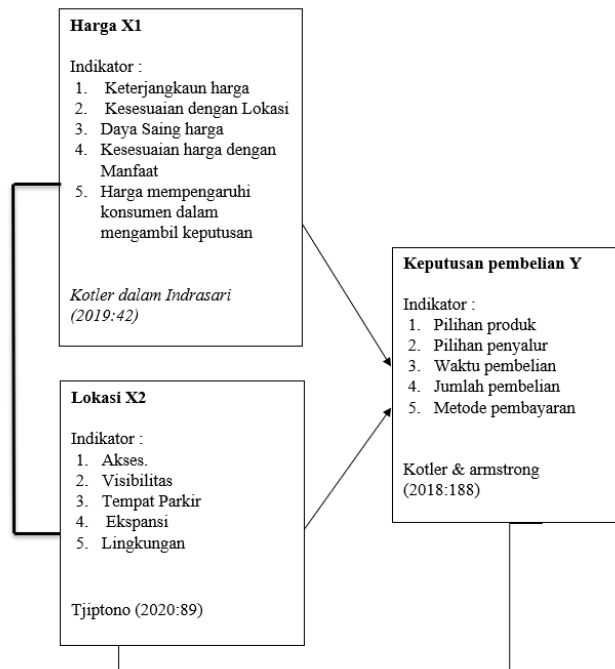 Harga X1
Indikator :
1. Keterjangkaun harga
2. Kesesuaian dengan Lokasi
3. Daya Saing harga
4. Kesesuaian harga dengan
Manfaat
5. Harga mempengaruhi
konsumen dalam
mengambil keputusan
Kotler dalam Indrasari
(2019:42)
Lokasi X2
Indikator :
1. Akses.
2. Visibilitas
3. Tempat Parkir
4. Ekspansi
5. Lingkungan
Tjiptono (2020:89)
Keputusan pembelian Y
Indikator :
1. Pilihan produk
2. Pilihan penyalur
3. Waktu pembelian
4. Jumlah pembelian
5. Metode pembayaran
Kotler & armstrong
(2018:188)